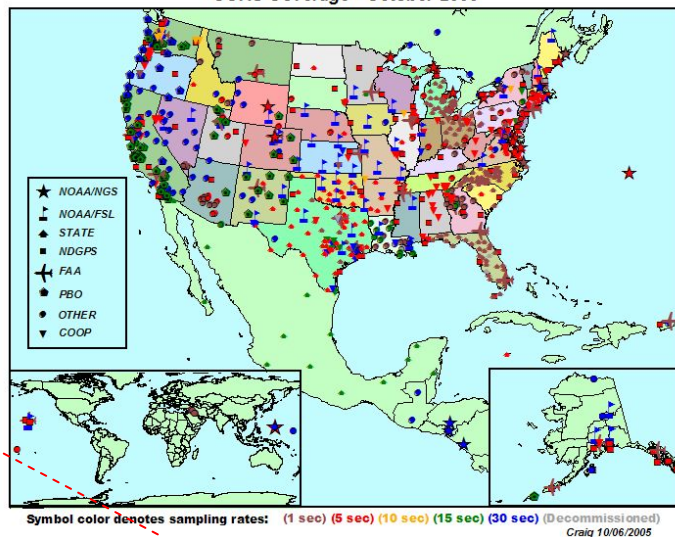 NOAA/NGS
NOAA/FSL
STATE
NDGPS
FAA
PBO
OTHER
COOP
Symbol color denotes sampling rates: (1 sec) (5 sec) (10 sec) (15 sec) (30 sec) (Decommissioned)
Craig 10/06/2005